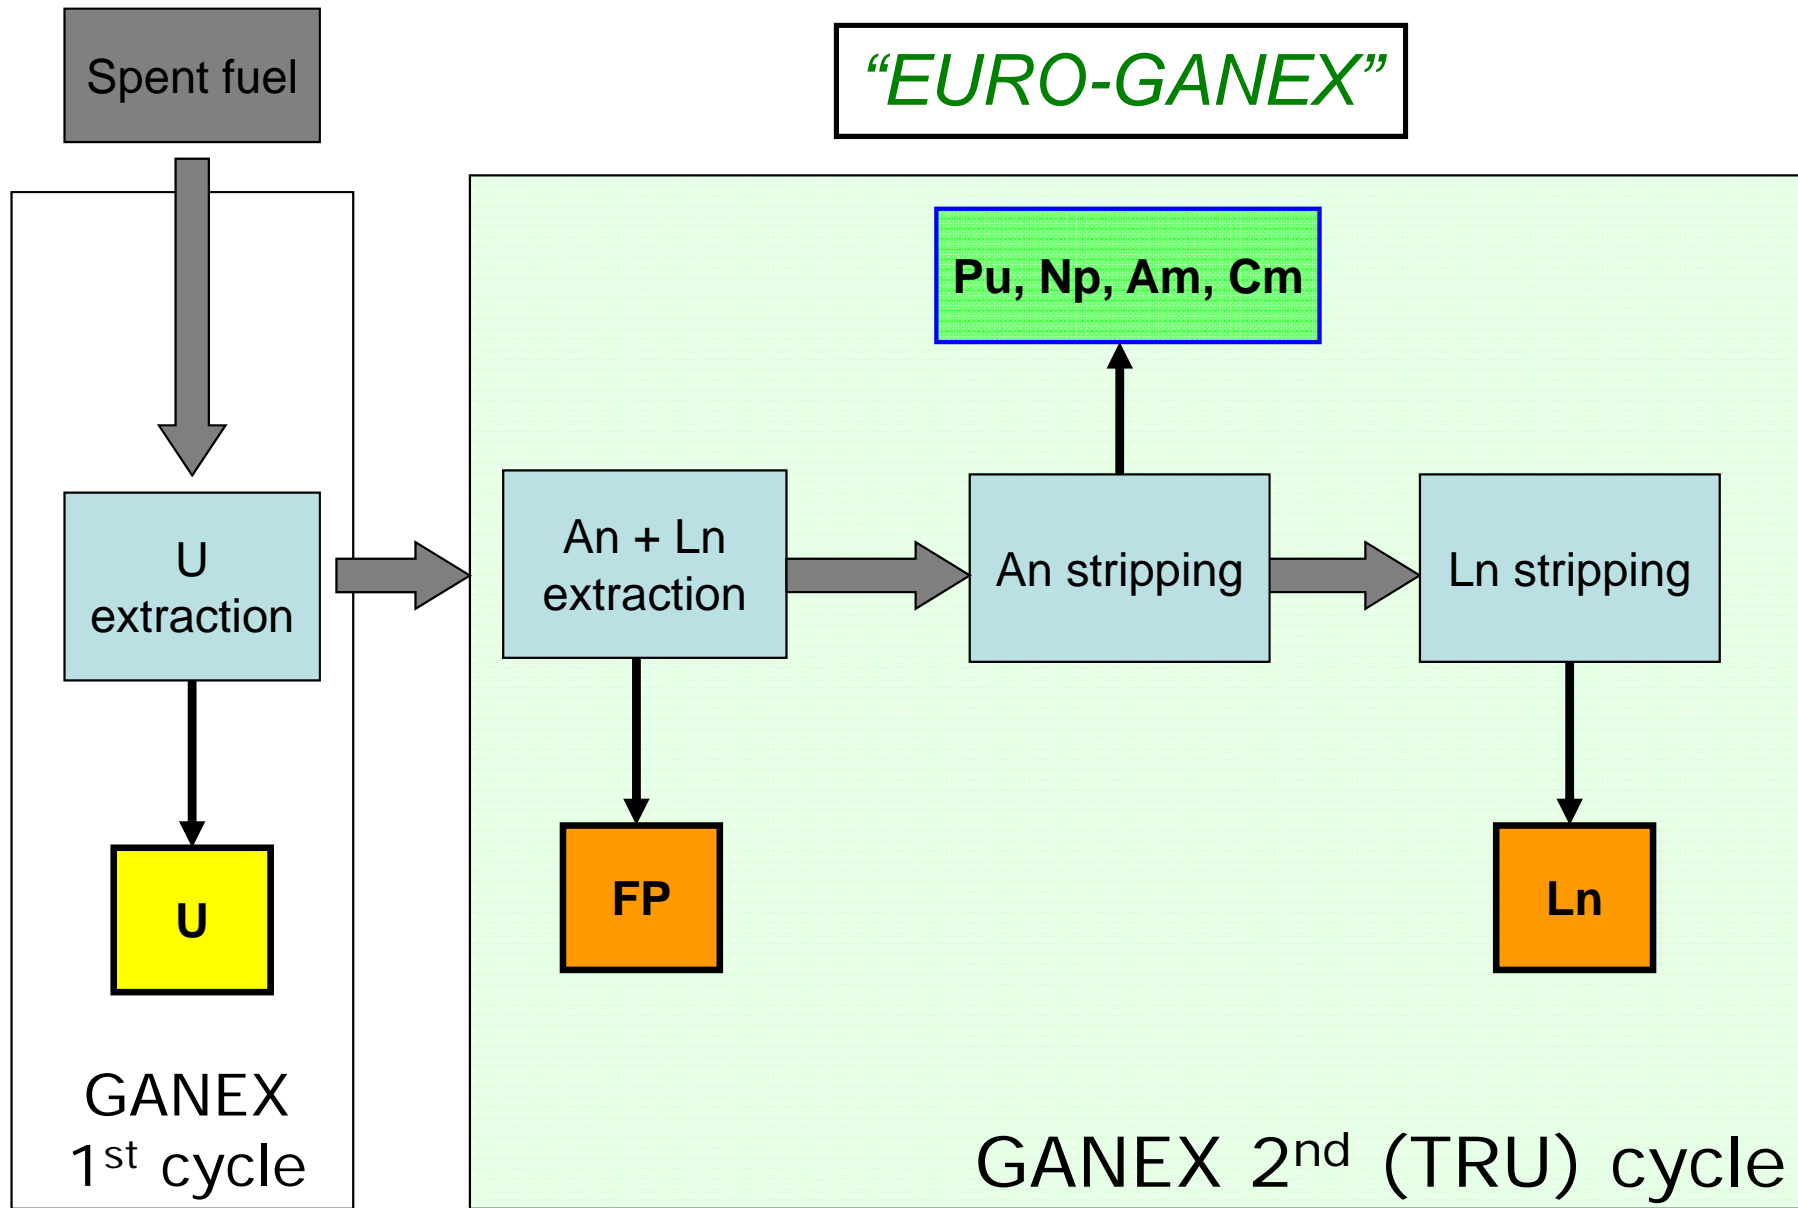 Spent fuel
“EURO-GANEX”
Pu, Np, Am, Cm
U
extraction
An + Ln
extraction
An stripping
Ln stripping
U
FP
Ln
GANEX
1st cycle
GANEX 2nd (TRU) cycle